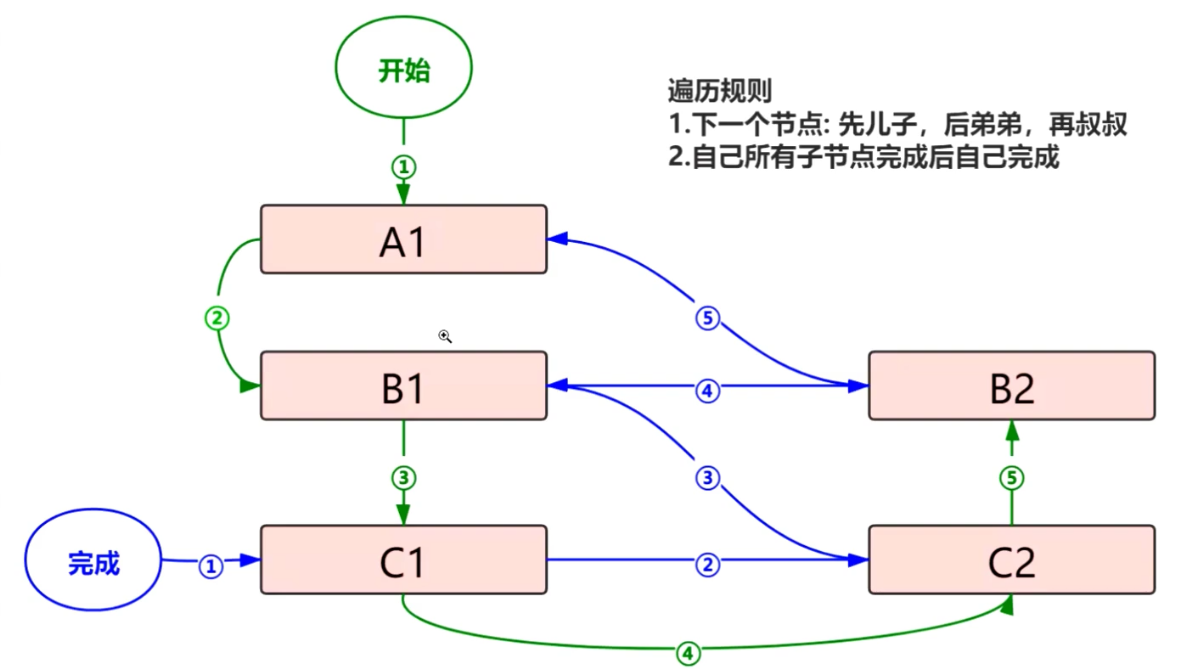 开始
遍历规则
1.下一个节点: 先儿子，后弟弟，再叔叔
2.自己所有子节点完成后自己完成
①
A1
②
⑤
B1
④
B2
③
③
⑤
完成
①
C1
②
C2
④